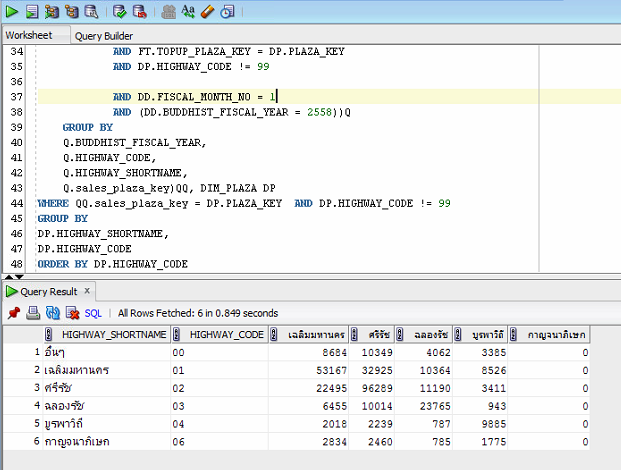 Worksheet Query Builder
34 AND FT.TOPUP_PLAZA_KEY = DP.PLAZA_KEY
35 AND DP.HIGHWAY_CODE != 99
36
37 AND DD.FISCAL_MONTH_NO = 1
38 AND (DD.BUDDHIST_FISCAL_YEAR = 2558))Q
39 GROUP BY
40 Q.BUDDHIST_FISCAL_YEAR,
41 Q.HIGHWAY_CODE,
42 Q.HIGHWAY_SHORTNAME,
43 Q.sales_plaza_key)QQ, DIM_PLAZA DP
44 WHERE QQ.sales_plaza_key = DP.PLAZA_KEY AND DP.HIGHWAY_CODE != 99
45 GROUP BY
46 DP.HIGHWAY_SHORTNAME,
47 DP.HIGHWAY_CODE
48 ORDER BY DP.HIGHWAY_CODE
Query Result x
SQL | All Rows Fetched: 6 in 0.849 seconds
HIGHWAY_SHORTNAME HIGHWAY_CODE เฉลิมมหานคร ศรีรัช ฉลองรัช บูรพาวิถี กาญจนาภิเษก
1 อื่นๆ 00 8684 10349 4062 3385 0
2 เฉลิมมหานคร 01 53167 32925 10364 8526 0
3 ศรีรัช 02 22495 96289 11190 3411 0
4 ฉลองรัช 03 6455 10014 23765 943 0
5 บูรพาวิถี 04 2018 2239 787 9885 0
6 กาญจนาภิเษก 06 2834 2460 785 1775 0